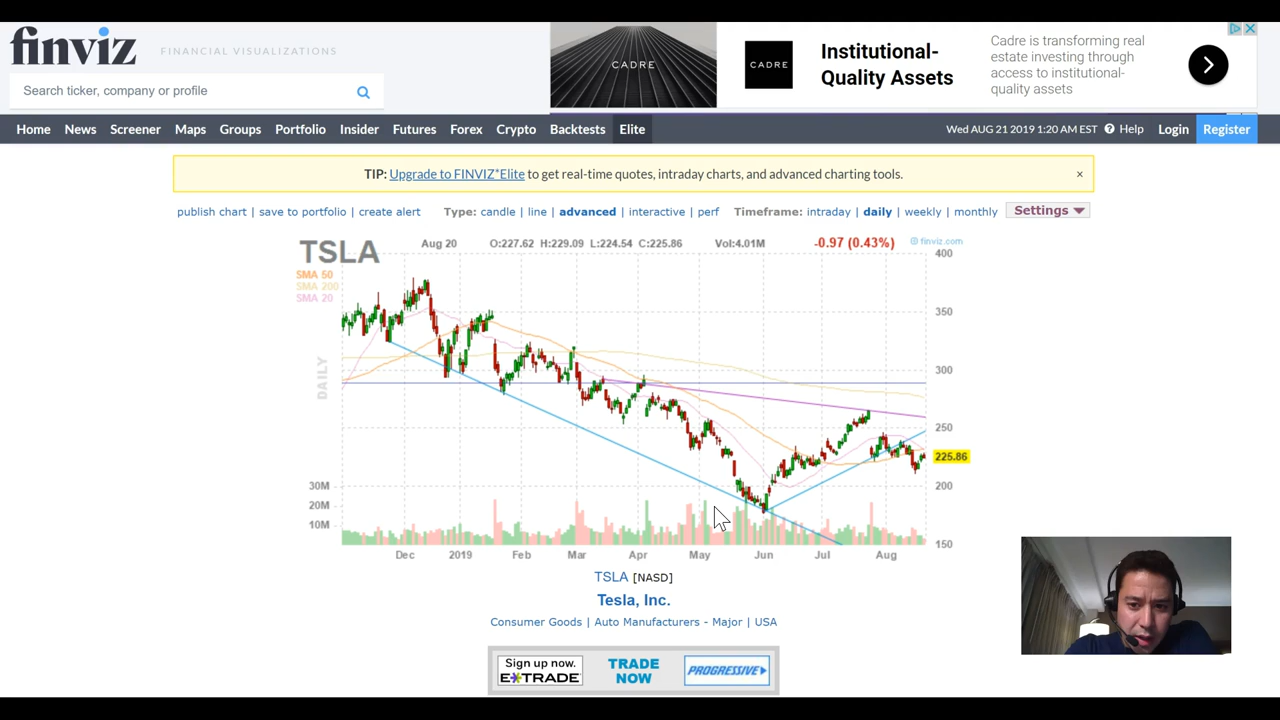 finviz FINANCIAL VISUALIZATIONS
Search ticker, company or profile
CADRE
CADRE
Institutional-
Quality Assets
Cadre is transforming real
estate investing through
access to institutional-
quality assets
Home News Screener Maps Groups Portfolio Insider Futures Forex Crypto Backtests Elite
Wed AUG 21 2019 1:20 AM EST ? Help Login Register
TIP: Upgrade to FINVIZ*Elite to get real-time quotes, intraday charts, and advanced charting tools. ×
publish chart | save to portfolio | create alert Type: candle | line | advanced | interactive | perf Timeframe: intraday | daily | weekly | monthly Settings
TSLA Aug 20 O:227.62 H:229.09 L:224.54 C:225.86 Vol:4.01M -0.97 (0.43%) © finviz.com
SMA 50
SMA 200
SMA 20
DAILY
400
350
300
250
225.86
200
150
30M
20M
10M
Dec 2019 Feb Mar Apr May Jun Jul Aug
TSLA [NASD]
Tesla, Inc.
Consumer Goods | Auto Manufacturers - Major | USA
Sign up now.
E*TRADE
TRADE
NOW
PROGRESSIVE